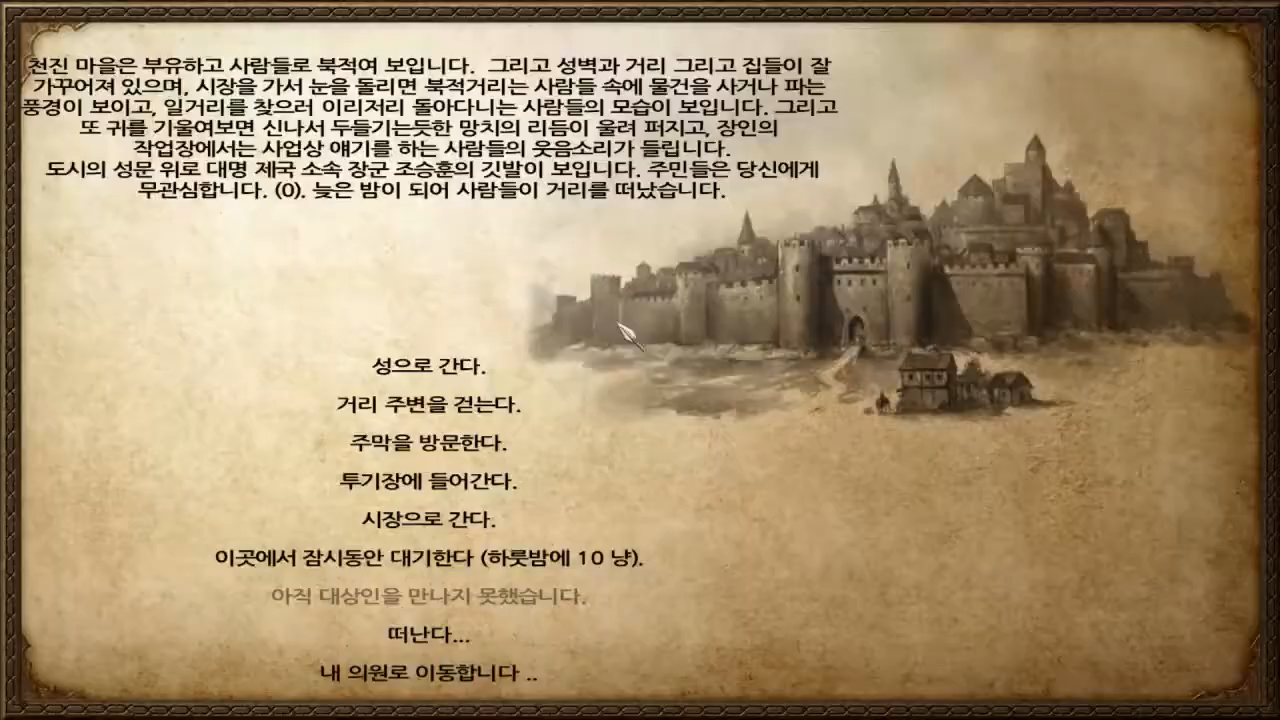 천진 마을은 부유하고 사람들로 북적여 보입니다. 그리고 성벽과 거리 그리고 집들이 잘
가꾸어져 있으며, 시장을 가서 눈을 돌리면 북적거리는 사람들 속에 물건을 사거나 파는
풍경이 보이고, 일거리를 찾으러 이리저리 돌아다니는 사람들의 모습이 보입니다. 그리고
또 귀를 기울여보면 신나서 두들기는듯한 망치의 리듬이 울려 퍼지고, 장인의
작업장에서는 사업상 얘기를 하는 사람들의 웃음소리가 들립니다.
도시의 성문 위로 대명 제국 소속 장군 조승훈의 깃발이 보입니다. 주민들은 당신에게
무관심합니다. (0). 늦은 밤이 되어 사람들이 거리를 떠났습니다.
성으로 간다.
거리 주변을 걷는다.
주막을 방문한다.
투기장에 들어간다.
시장으로 간다.
이곳에서 잠시동안 대기한다 (하룻밤에 10 냥).
아직 대상인을 만나지 못했습니다.
떠난다...
내 의원로 이동합니다 ..